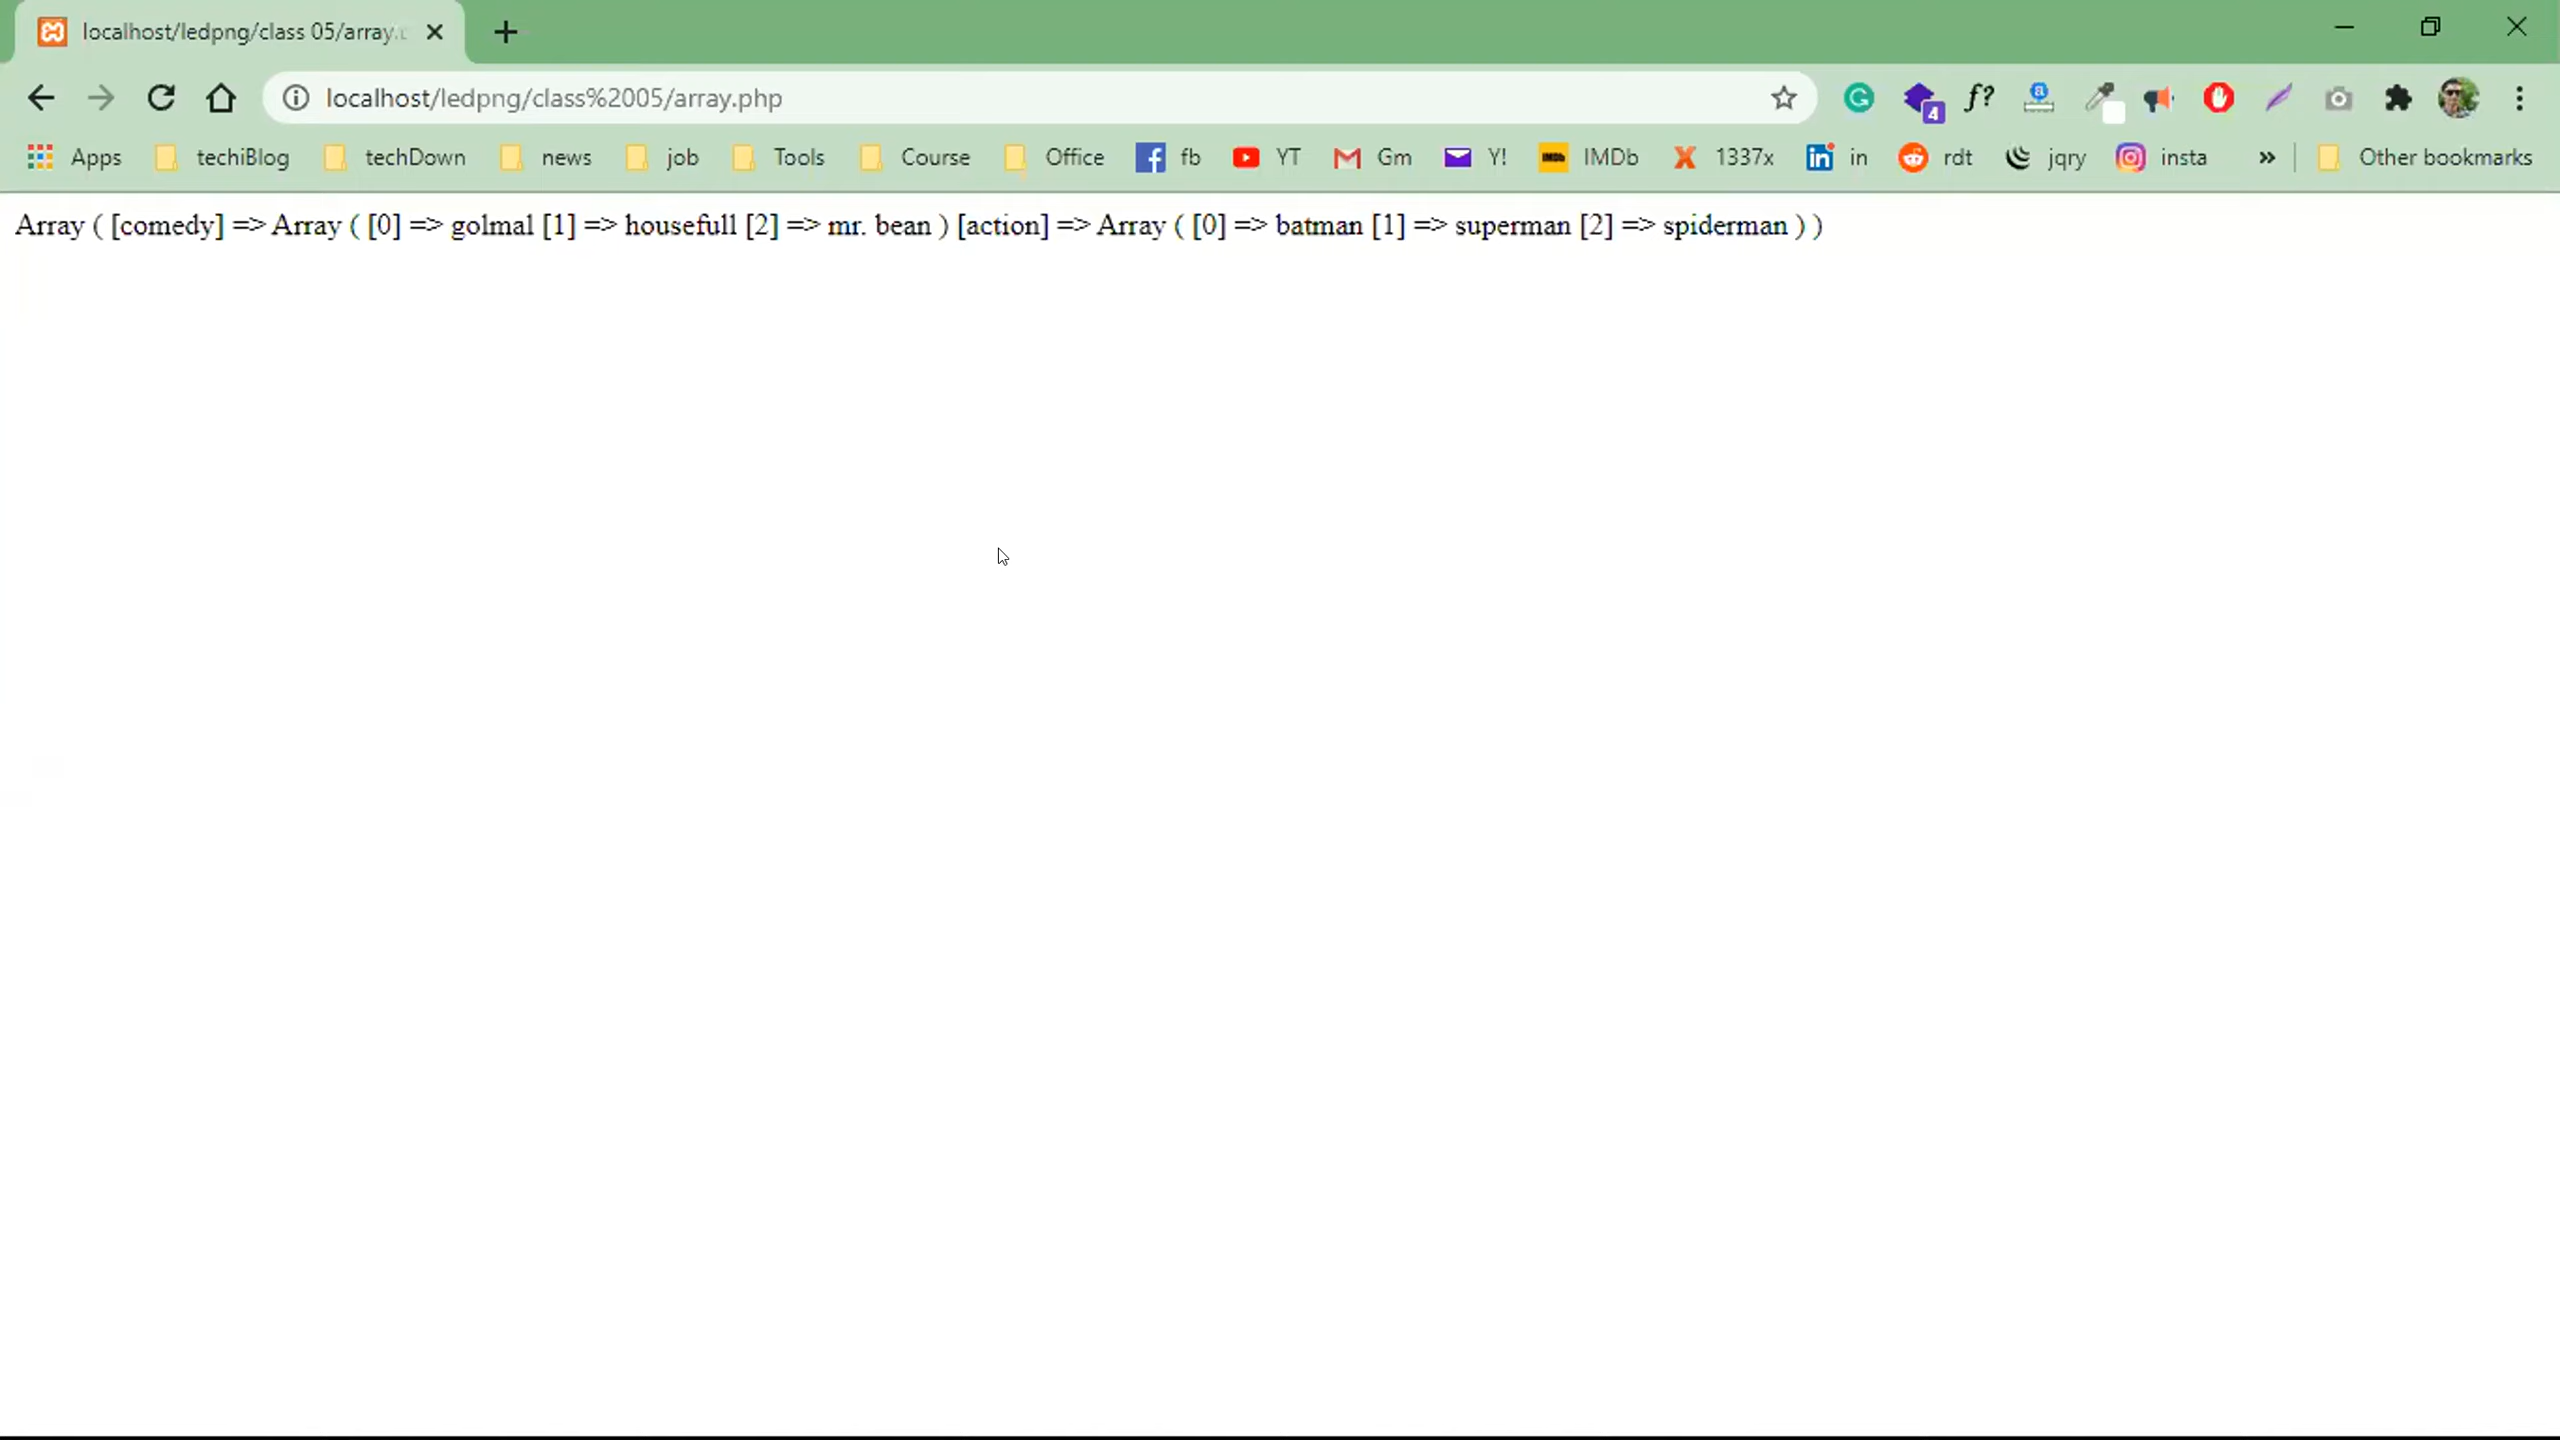 localhost/ledpng/class 05/array.
localhost/ledpng/class%2005/array.php
4 f? a
Apps techiBlog techDown news job Tools Course Office fb YT Gm Y! IMDb 1337x in rdt jqry insta » Other bookmarks
Array ( [comedy] => Array ( [0] => golmal [1] => housefull [2] => mr. bean ) [action] => Array ( [0] => batman [1] => superman [2] => spiderman ) )